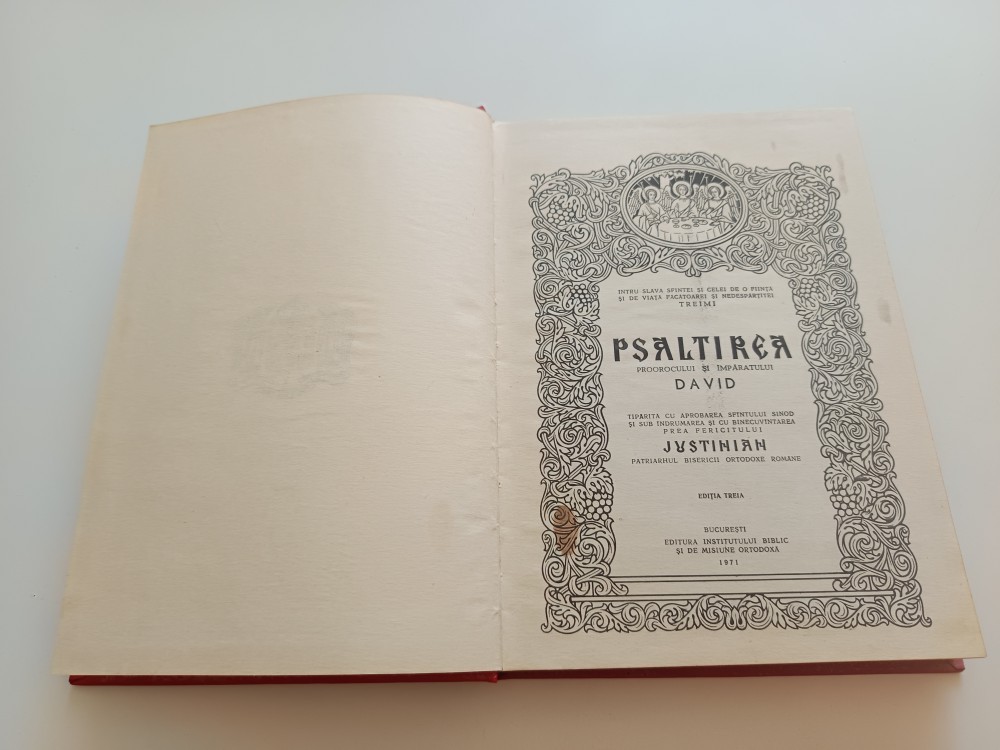 INTRU SLAVA SFINTEI ȘI CELEI DE O FIINȚĂ
ȘI DE VIAȚĂ FĂCĂTOAREI ȘI NEDESPĂRȚITEI
TREIMI
PSALTIREA
PROOROCULUI ȘI ÎMPĂRATULUI
DAVID
TIPĂRITĂ CU APROBAREA SFÎNTULUI SINOD
ȘI SUB ÎNDRUMAREA ȘI CU BINECUVÎNTAREA
PREA FERICITULUI
JUSTINIAN
PATRIARHUL BISERICII ORTODOXE ROMÂNE
EDIȚIA TREIA
BUCUREȘTI
EDITURA INSTITUTULUI BIBLIC
ȘI DE MISIUNE ORTODOXĂ
1971